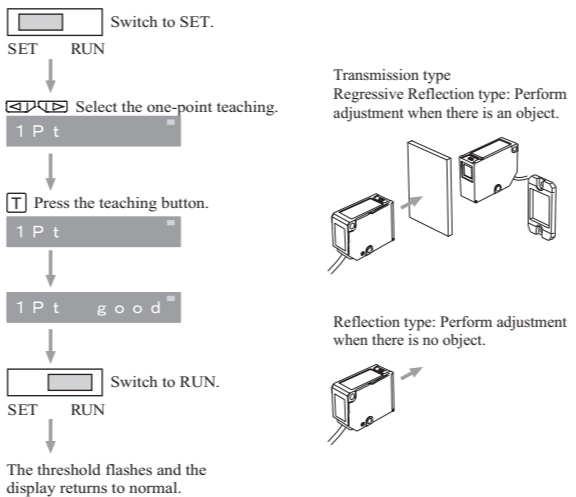 Switch to SET.
SET RUN
Select the one-point teaching.
1Pt
T Press the teaching button.
1Pt
1Pt good
Switch to RUN.
SET RUN
The threshold flashes and the
display returns to normal.
Transmission type
Regressive Reflection type: Perform
adjustment when there is an object.
Reflection type: Perform adjustment
when there is no object.